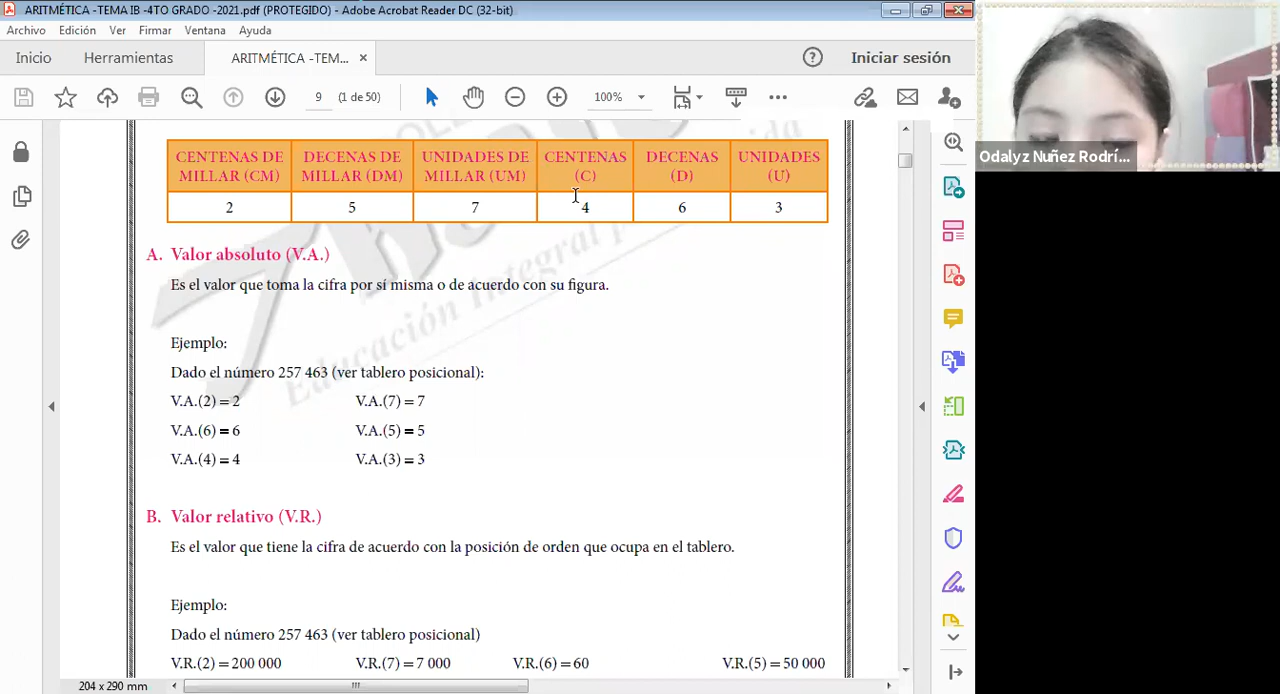 ARITMÉTICA -TEMA IB -4TO GRADO -2021.pdf (PROTEGIDO) - Adobe Acrobat Reader DC (32-bit)
Archivo Edición Ver Firmar Ventana Ayuda
Inicio Herramientas ARITMÉTICA -TEM... × Iniciar sesión
9 (1 de 50) 100%
Odalyz Nuñez Rodrí...
CENTENAS DE MILLAR (CM) DECENAS DE MILLAR (DM) UNIDADES DE MILLAR (UM) CENTENAS (C) DECENAS (D) UNIDADES (U)
2 5 7 4 6 3
A. Valor absoluto (V.A.)
Es el valor que toma la cifra por sí misma o de acuerdo con su figura.
Educación Integral
Ejemplo:
Dado el número 257 463 (ver tablero posicional):
V.A.(2) = 2 V.A.(7) = 7
V.A.(6) = 6 V.A.(5) = 5
V.A.(4) = 4 V.A.(3) = 3
B. Valor relativo (V.R.)
Es el valor que tiene la cifra de acuerdo con la posición de orden que ocupa en el tablero.
Ejemplo:
Dado el número 257 463 (ver tablero posicional)
V.R.(2) = 200 000 V.R.(7) = 7 000 V.R.(6) = 60 V.R.(5) = 50 000
204 x 290 mm